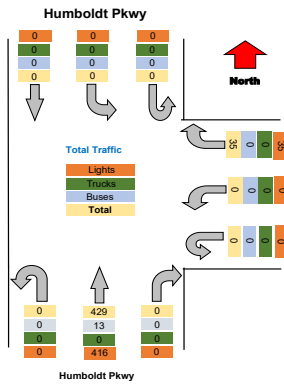 Humboldt Pkwy
0 0 0
0 0 0
0 0 0
0 0 0
North
Total Traffic
Lights
Trucks
Buses
Total
35 0 0 35
0 0 0 0
0 0 0 0
0 429 0
0 13 0
0 0 0
0 416 0
Humboldt Pkwy